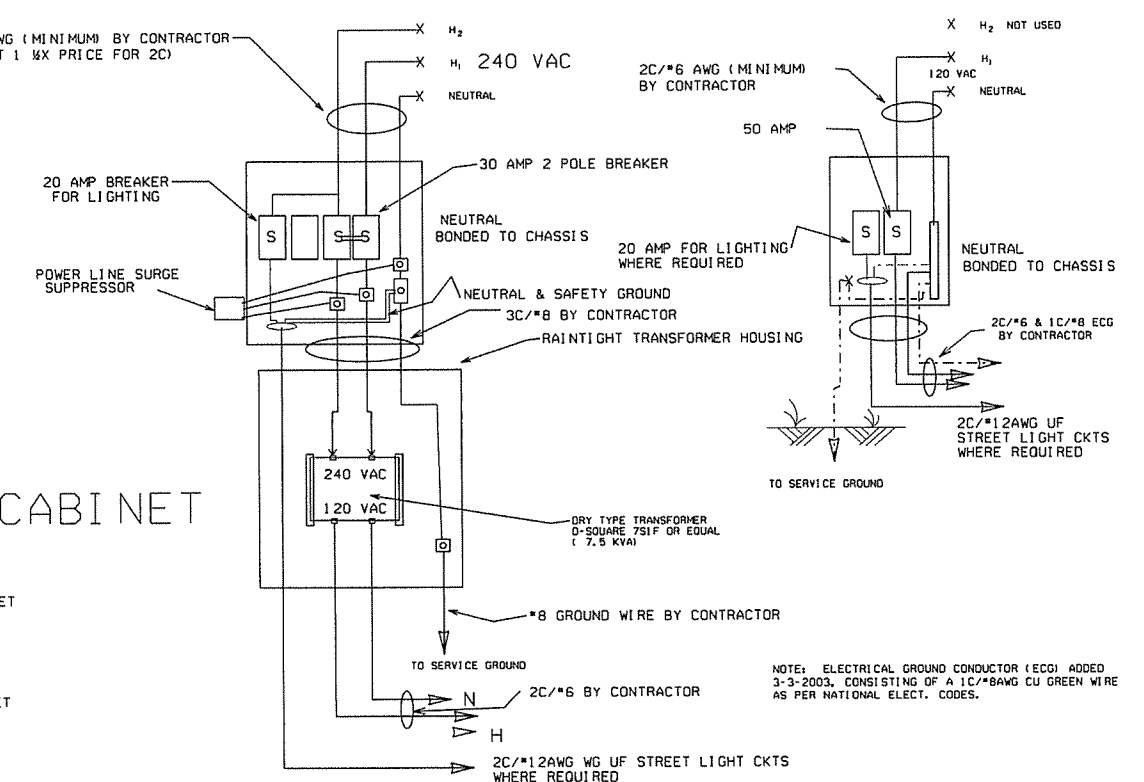 WG (MINIMUM) BY CONTRACTOR
T 1 ½X PRICE FOR 2C)
H2
H1 240 VAC
NEUTRAL
20 AMP BREAKER
FOR LIGHTING
30 AMP 2 POLE BREAKER
S
S
S
NEUTRAL
BONDED TO CHASSIS
POWER LINE SURGE
SUPPRESSOR
NEUTRAL & SAFETY GROUND
3C/#8 BY CONTRACTOR
RAINTIGHT TRANSFORMER HOUSING
240 VAC
120 VAC
DRY TYPE TRANSFORMER
D-SQUARE 7S1F OR EQUAL
( 7.5 KVA)
CABINET
ET
ET
#8 GROUND WIRE BY CONTRACTOR
TO SERVICE GROUND
2C/#6 BY CONTRACTOR
N
H
2C/#12AWG WG UF STREET LIGHT CKTS
WHERE REQUIRED
H2 NOT USED
H1
120 VAC
NEUTRAL
2C/#6 AWG (MINIMUM)
BY CONTRACTOR
50 AMP
S
S
20 AMP FOR LIGHTING
WHERE REQUIRED
NEUTRAL
BONDED TO CHASSIS
2C/#6 & 1C/#8 ECG
BY CONTRACTOR
2C/#12AWG UF
STREET LIGHT CKTS
WHERE REQUIRED
TO SERVICE GROUND
NOTE: ELECTRICAL GROUND CONDUCTOR (ECG) ADDED
3-3-2003, CONSISTING OF A 1C/#8AWG CU GREEN WIRE
AS PER NATIONAL ELECT. CODES.